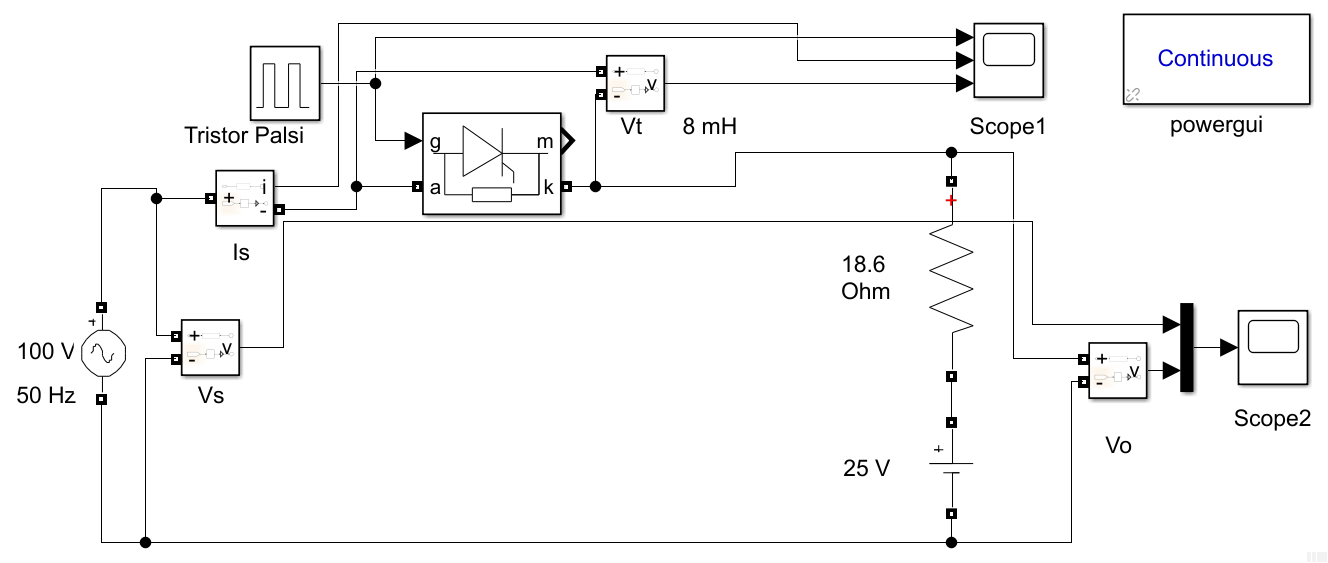 Continuous
powergui
Scope1
Tristor Palsi
+
-
v
Vt
8 mH
g
m
a
k
i
+
-
Is
+
18.6
Ohm
+
100 V
50 Hz
+
-
v
Vs
+
-
v
Vo
Scope2
+
25 V